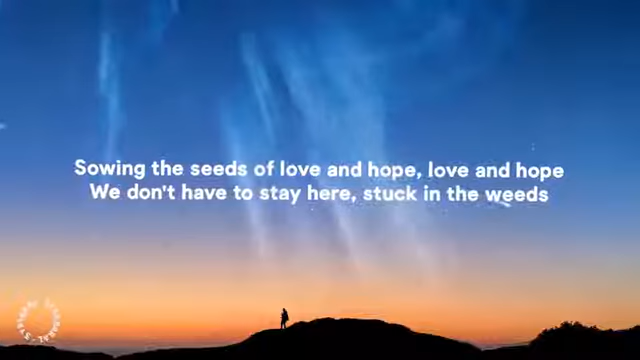 Sowing the seeds of love and hope, love and hope
We don't have to stay here, stuck in the weeds